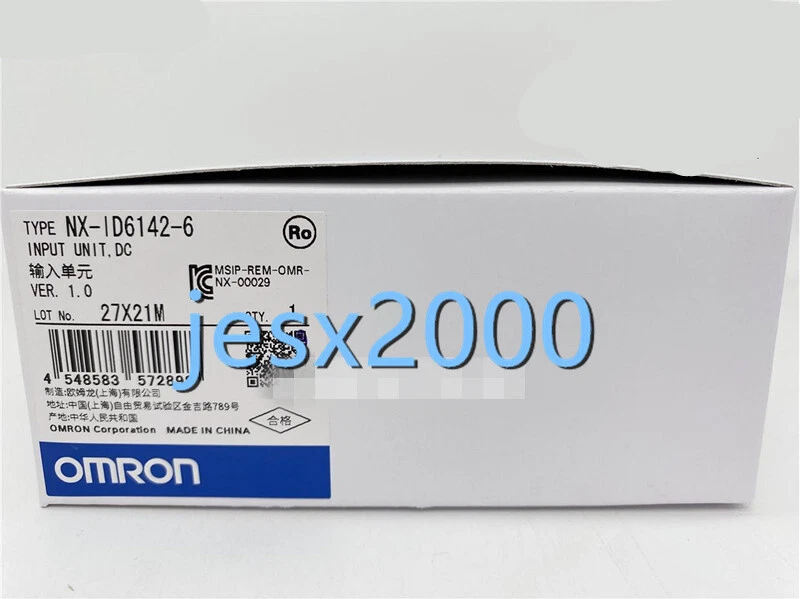 TYPE NX-ID6142-6
Ro
INPUT UNIT, DC
输入单元
MSIP-REM-OMR-
NX-00029
VER. 1.0
LOT No. 27X21M
QTY. 1
jesx2000
4 548583
制造:欧姆龙(上海)有限公司
地址:中国(上海)自由贸易试验区金吉路789号
产地:中华人民共和国
合格
OMRON Corporation MADE IN CHINA
OMRON